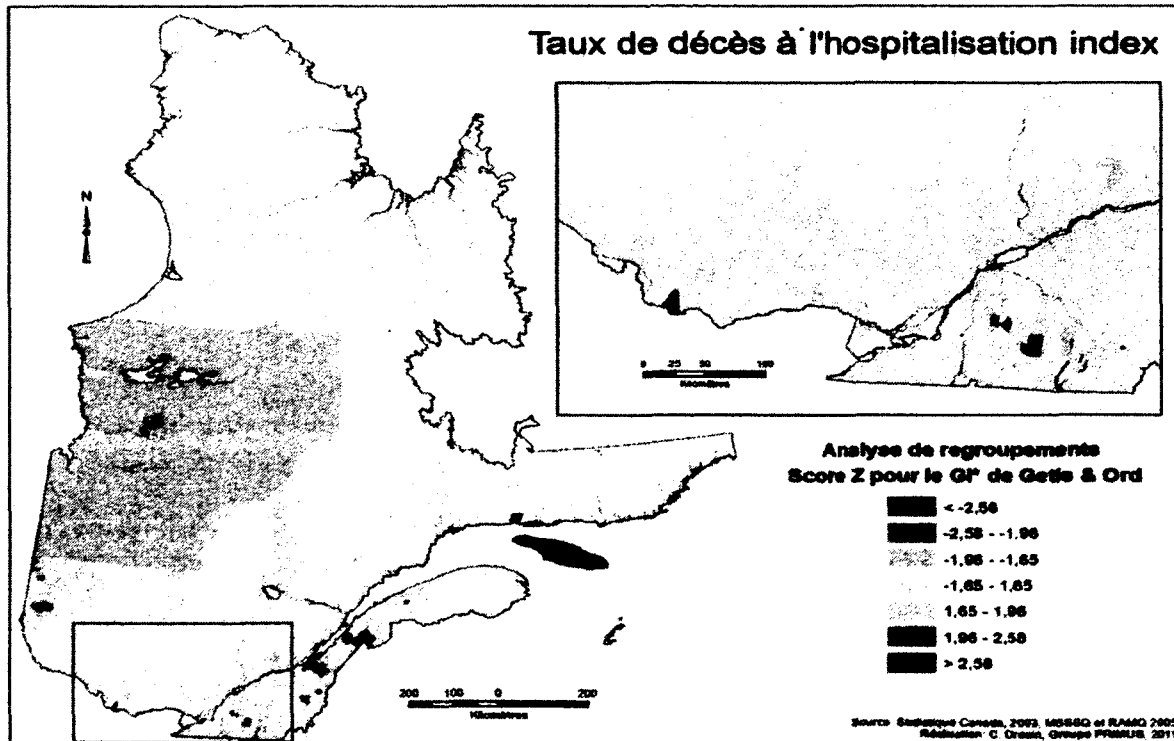 Taux de décès à l'hospitalisation index
N
0 25 50 100
Kilomètres
Analyse de regroupements
Score Z pour le Gi* de Getis & Ord
< -2,58
-2,58 - -1,96
-1,96 - -1,65
-1,65 - 1,65
1,65 - 1,96
1,96 - 2,58
> 2,58
200 100 0 200
Kilomètres
Source: Statistique Canada, 2003, MSSSQ et RAMQ 2005
Réalisation: C. Drouin, Groupe PRIMUS,